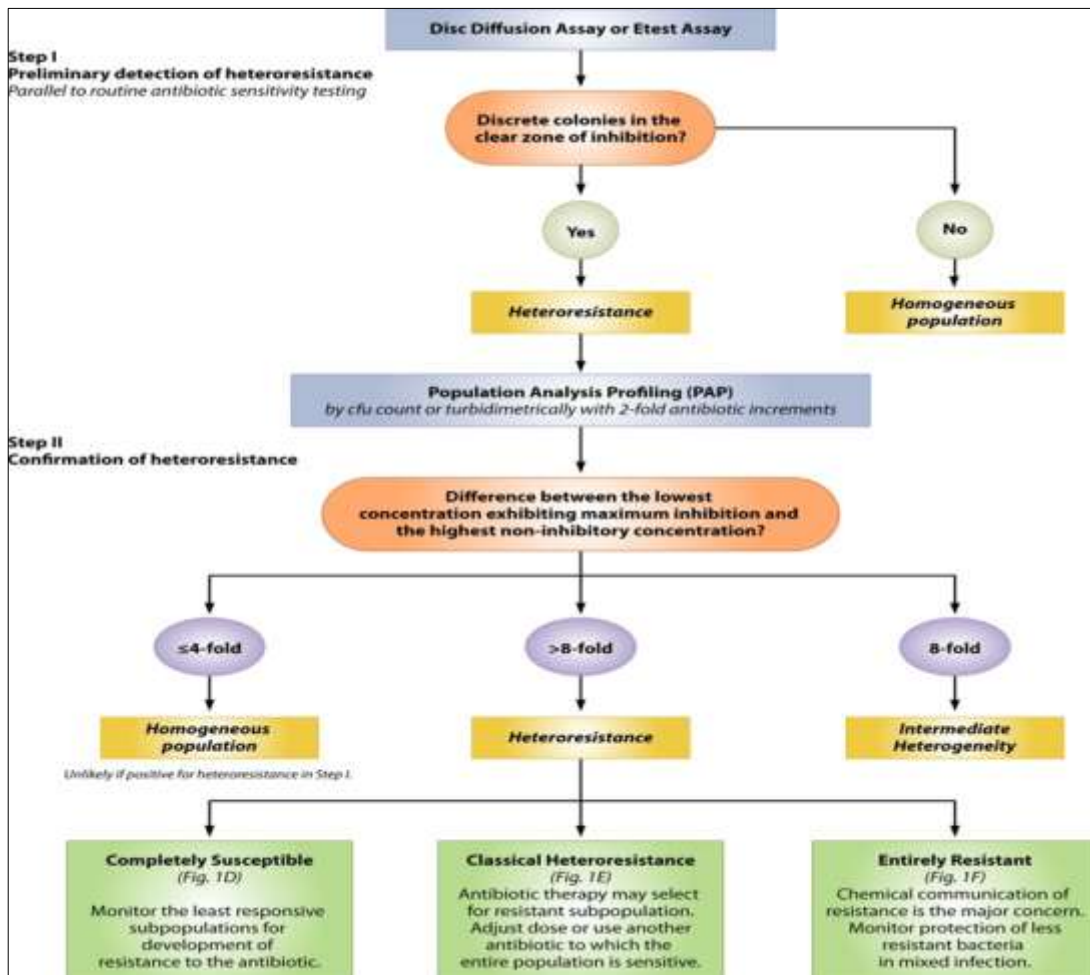 Disc Diffusion Assay or Etest Assay
Step I
Preliminary detection of heteroresistance
Parallel to routine antibiotic sensitivity testing
Discrete colonies in the
clear zone of inhibition?
Yes
No
Heteroresistance
Homogeneous
population
Population Analysis Profiling (PAP)
by cfu count or turbidimetrically with 2-fold antibiotic increments
Step II
Confirmation of heteroresistance
Difference between the lowest
concentration exhibiting maximum inhibition and
the highest non-inhibitory concentration?
≤4-fold
>8-fold
8-fold
Homogeneous
population
Unlikely if positive for heteroresistance in Step I.
Heteroresistance
Intermediate
Heterogeneity
Completely Susceptible
(Fig. 1D)
Monitor the least responsive
subpopulations for
development of
resistance to the antibiotic.
Classical Heteroresistance
(Fig. 1E)
Antibiotic therapy may select
for resistant subpopulation.
Adjust dose or use another
antibiotic to which the
entire population is sensitive.
Entirely Resistant
(Fig. 1F)
Chemical communication of
resistance is the major concern.
Monitor protection of less
resistant bacteria
in mixed infection.